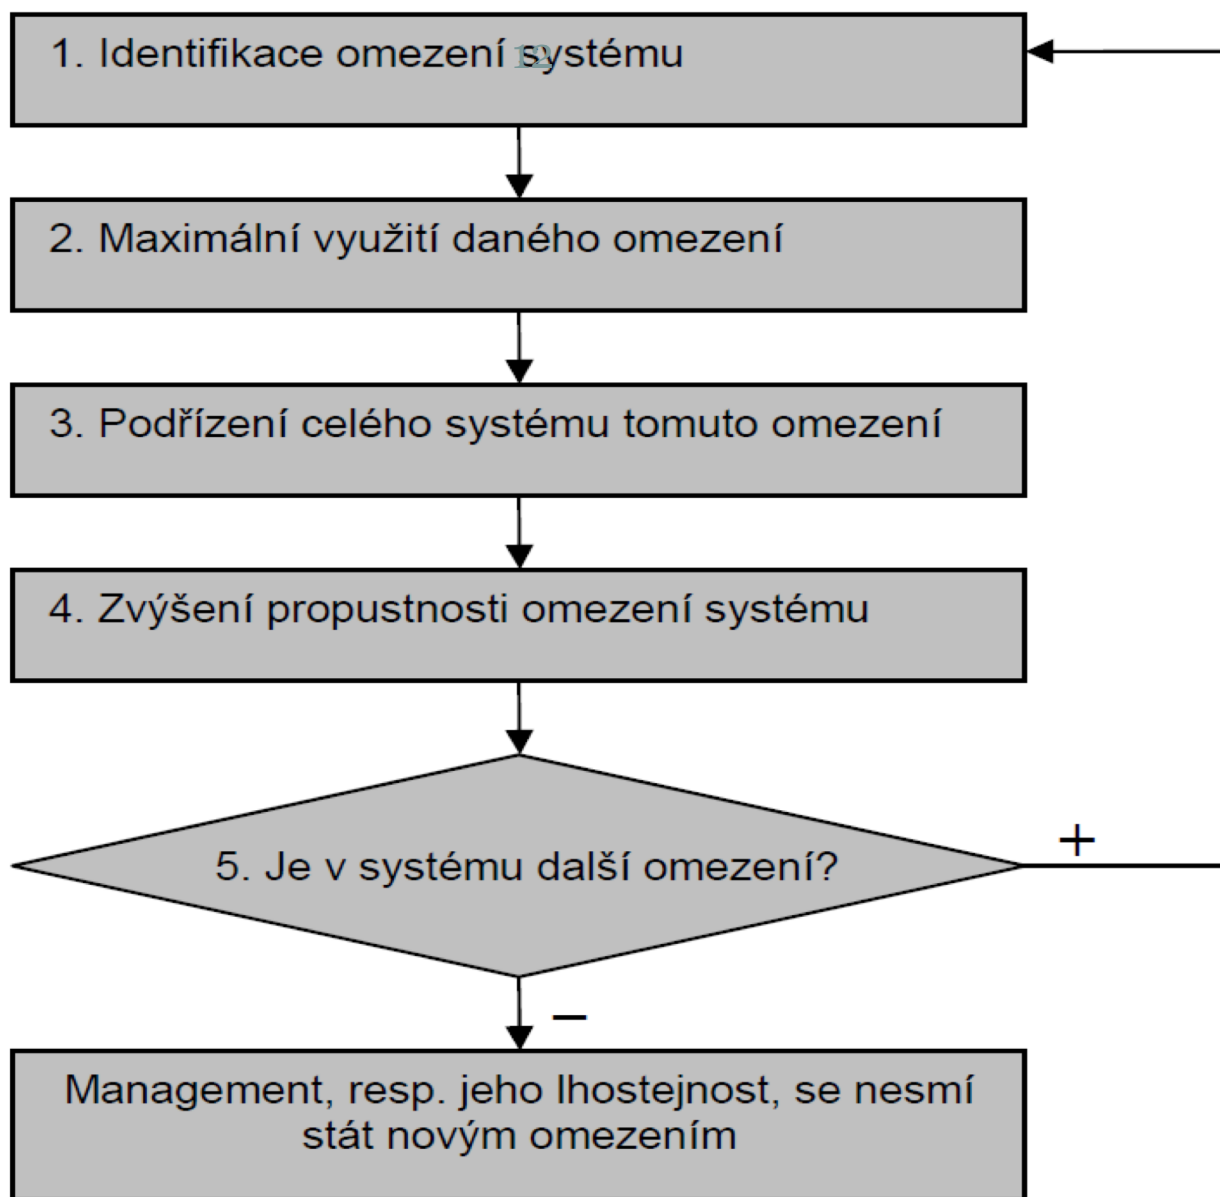 1. Identifikace omezení systému
12
2. Maximální využití daného omezení
3. Podřízení celého systému tomuto omezení
4. Zvýšení propustnosti omezení systému
5. Je v systému další omezení?
+
−
Management, resp. jeho lhostejnost, se nesmí
stát novým omezením